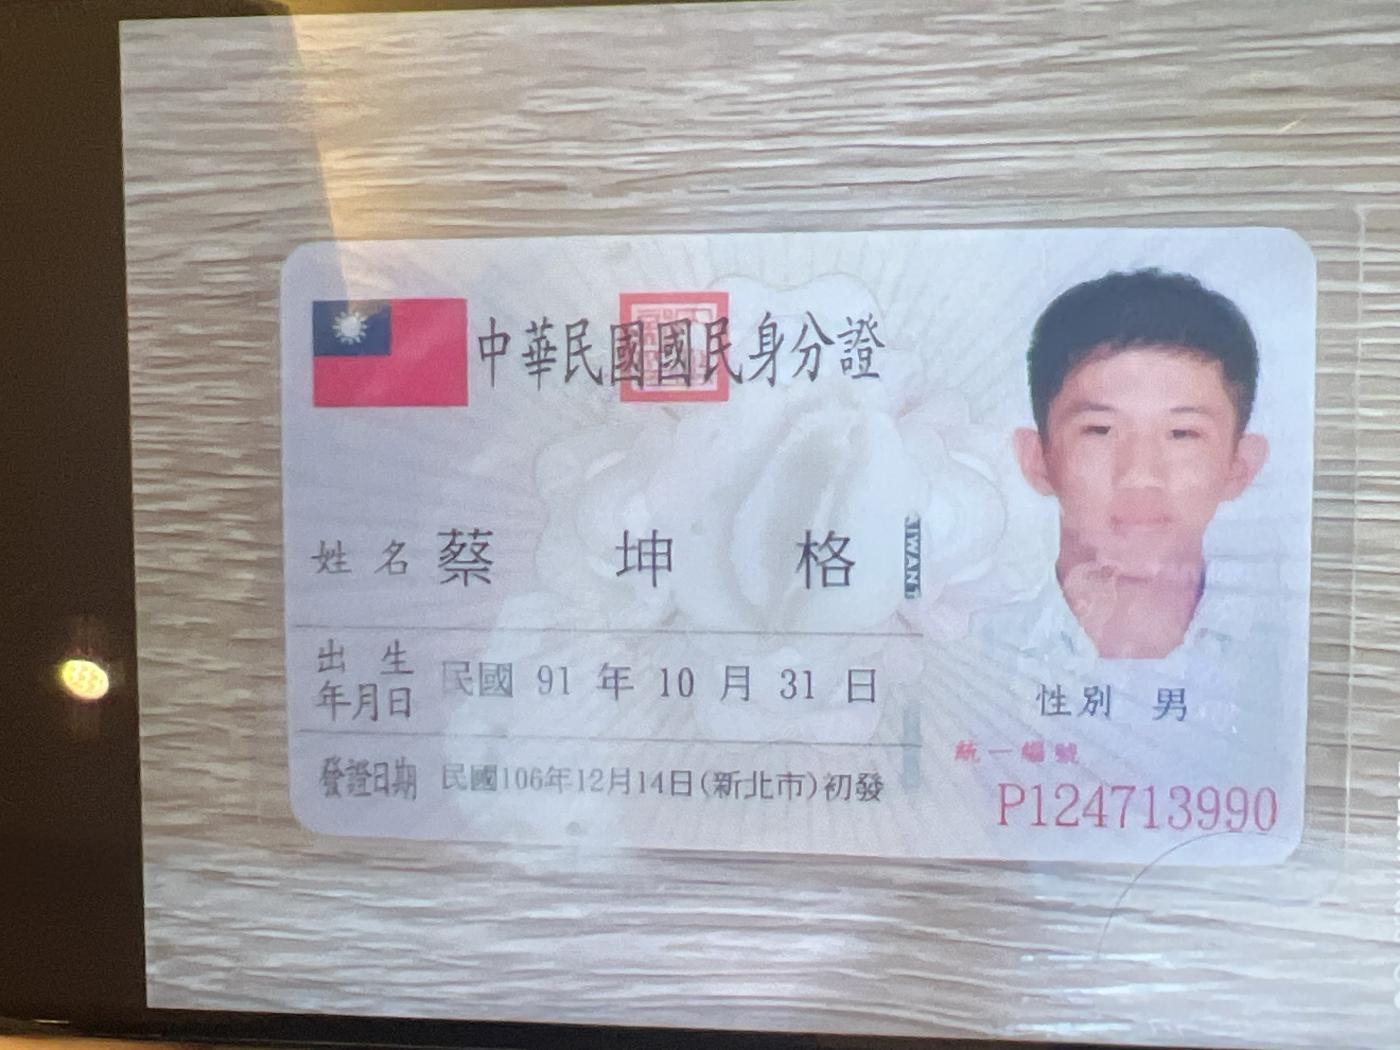 中華民國國民身分證
姓名 蔡坤格
出生年月日 民國 91 年 10 月 31 日
性別 男
發證日期 民國106年12月14日(新北市)初發
統一編號
P124713990